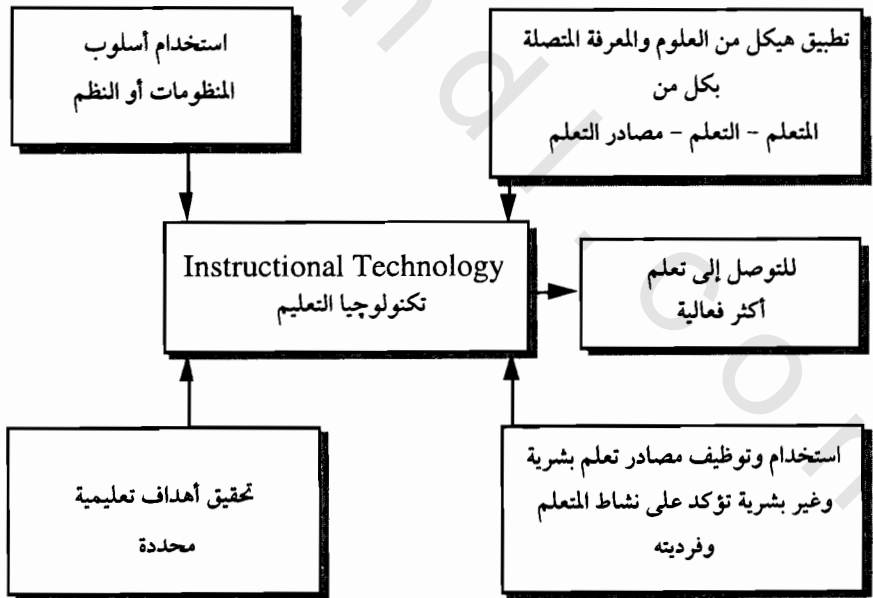 تطبيق هيكل من العلوم والمعرفة المتصلة
بكل من
المتعلم – التعلم – مصادر التعلم
استخدام أسلوب
المنظومات أو النظم
Instructional Technology
تكنولوچيا التعليم
للتوصل إلى تعلم
أكثر فعالية
استخدام وتوظيف مصادر تعلم بشرية
وغير بشرية تؤكد على نشاط المتعلم
وفرديته
تحقيق أهداف تعليمية
محددة